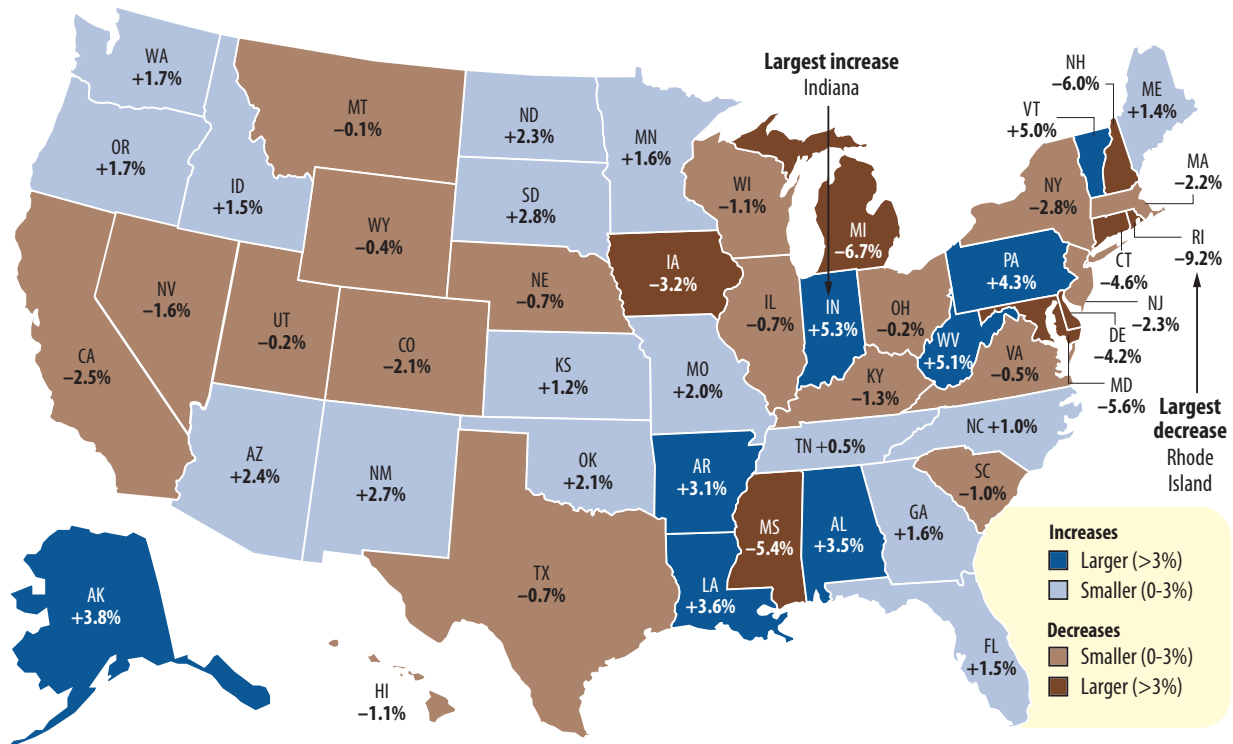 WA
+1.7%
OR
+1.7%
ID
+1.5%
MT
−0.1%
WY
−0.4%
ND
+2.3%
SD
+2.8%
MN
+1.6%
WI
−1.1%
Largest increase
Indiana
MI
−6.7%
NH
−6.0%
VT
+5.0%
ME
+1.4%
NY
−2.8%
MA
−2.2%
RI
−9.2%
CT
−4.6%
NJ
−2.3%
DE
−4.2%
MD
−5.6%
Largest
decrease
Rhode
Island
PA
+4.3%
CA
−2.5%
NV
−1.6%
UT
−0.2%
CO
−2.1%
NE
−0.7%
IA
−3.2%
IL
−0.7%
IN
+5.3%
OH
−0.2%
WV
+5.1%
VA
−0.5%
KY
−1.3%
KS
+1.2%
MO
+2.0%
AZ
+2.4%
NM
+2.7%
OK
+2.1%
AR
+3.1%
TN +0.5%
NC +1.0%
SC
−1.0%
GA
+1.6%
AL
+3.5%
MS
−5.4%
LA
+3.6%
TX
−0.7%
FL
+1.5%
AK
+3.8%
HI
−1.1%
Increases
Larger (>3%)
Smaller (0-3%)
Decreases
Smaller (0-3%)
Larger (>3%)